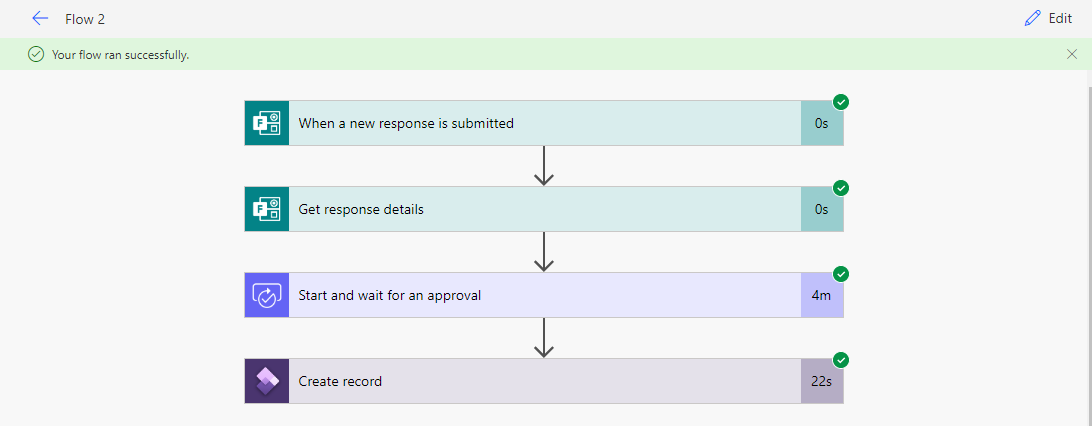 Flow 2
Edit
Your flow ran successfully.
When a new response is submitted
0s
Get response details
0s
Start and wait for an approval
4m
Create record
22s